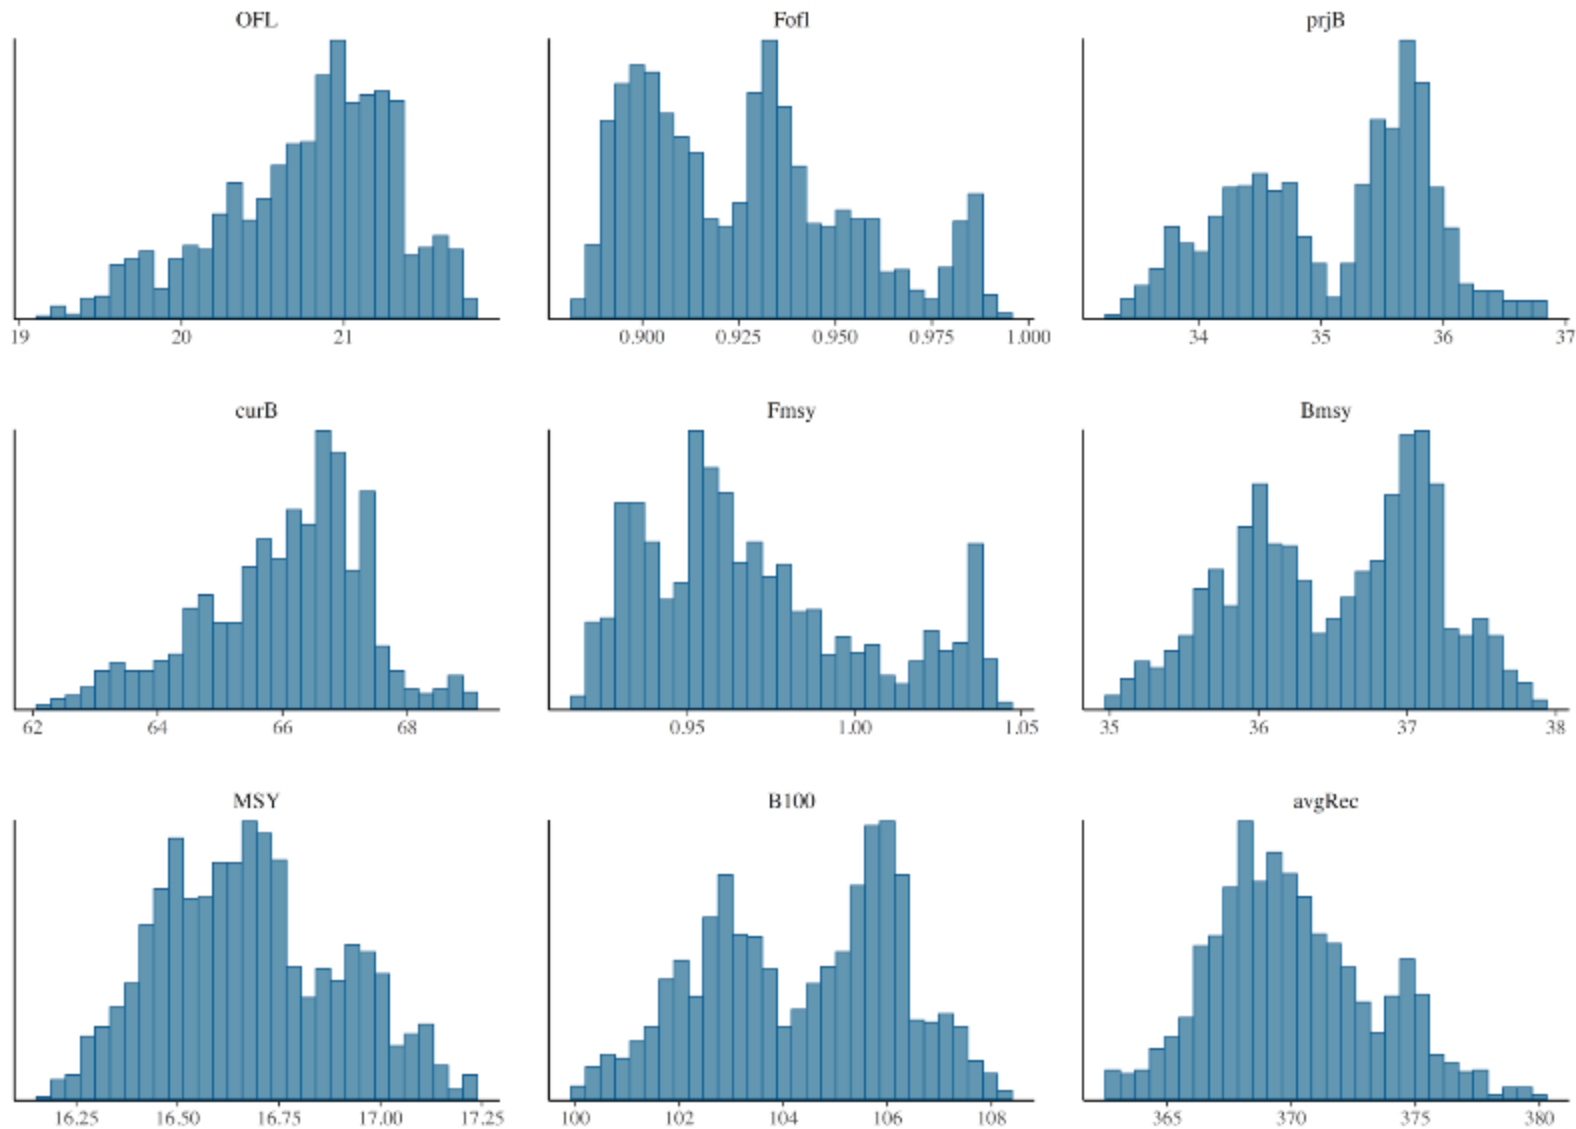 OFL Fofl prjB
19 20 21 0.900 0.925 0.950 0.975 1.000 34 35 36 37
curB Fmsy Bmsy
62 64 66 68 0.95 1.00 1.05 35 36 37 38
MSY B100 avgRec
16.25 16.50 16.75 17.00 17.25 100 102 104 106 108 365 370 375 380